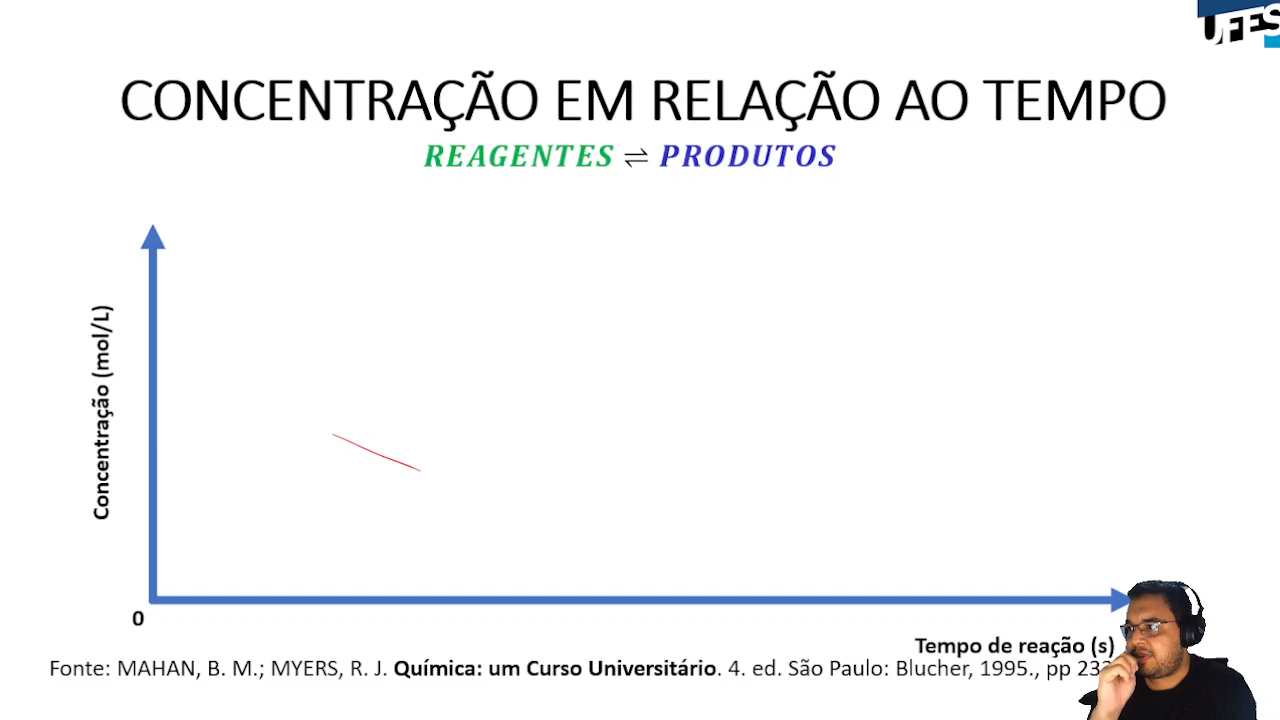 UFES
CONCENTRAÇÃO EM RELAÇÃO AO TEMPO
REAGENTES ⇌ PRODUTOS
Concentração (mol/L)
0
Tempo de reação (s)
Fonte: MAHAN, B. M.; MYERS, R. J. Química: um Curso Universitário. 4. ed. São Paulo: Blucher, 1995., pp